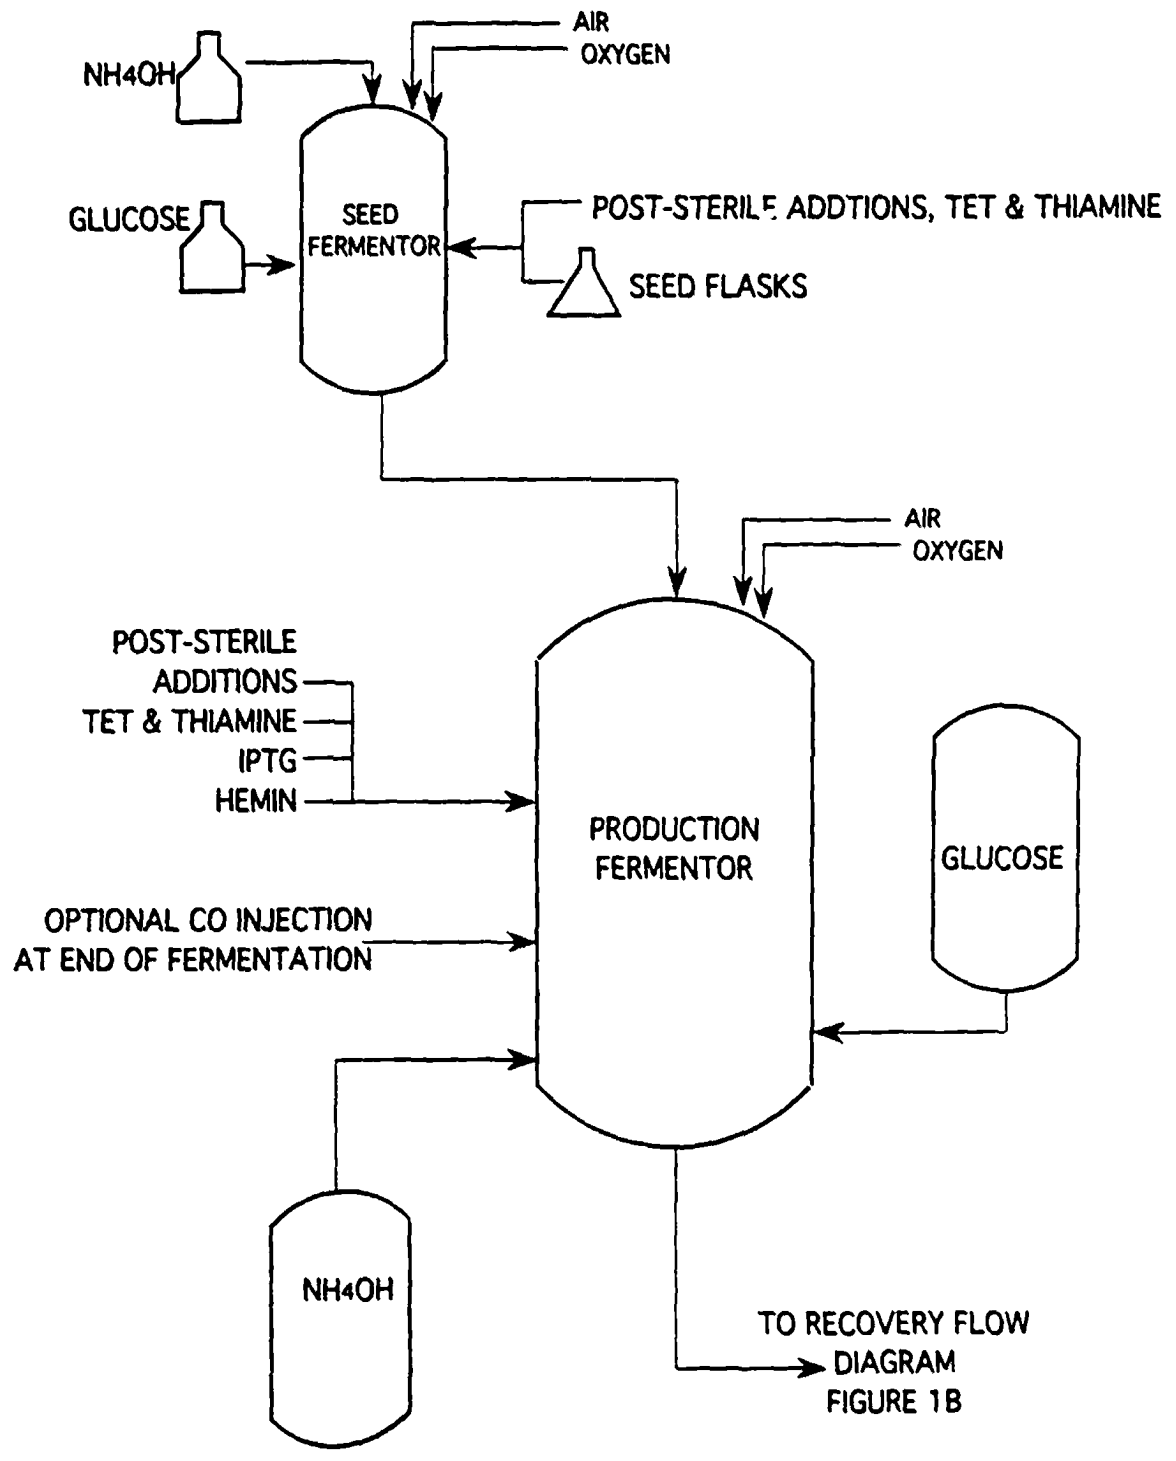 AIR
OXYGEN
NH4OH
GLUCOSE
SEED
FERMENTOR
POST-STERILE ADDTIONS, TET & THIAMINE
SEED FLASKS
AIR
OXYGEN
POST-STERILE
ADDITIONS
TET & THIAMINE
IPTG
HEMIN
PRODUCTION
FERMENTOR
GLUCOSE
OPTIONAL CO INJECTION
AT END OF FERMENTATION
NH4OH
TO RECOVERY FLOW
DIAGRAM
FIGURE 1B